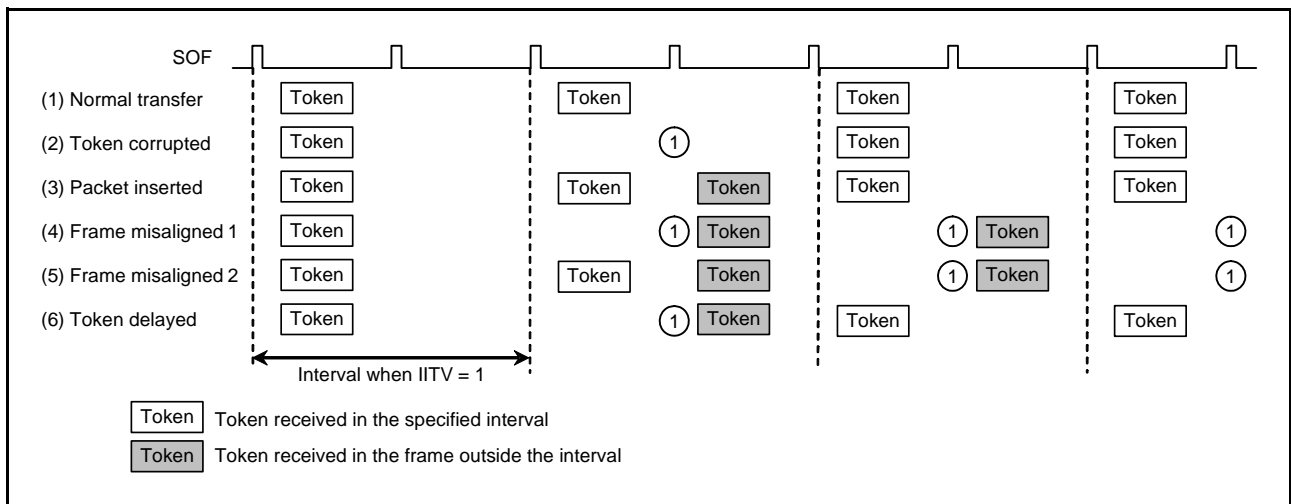 SOF
(1) Normal transfer Token Token Token Token
(2) Token corrupted Token 1 Token Token
(3) Packet inserted Token Token Token Token Token
(4) Frame misaligned 1 Token 1 Token 1 Token 1
(5) Frame misaligned 2 Token Token Token 1 Token 1
(6) Token delayed Token 1 Token Token Token
Interval when IITV = 1
Token Token received in the specified interval
Token Token received in the frame outside the interval